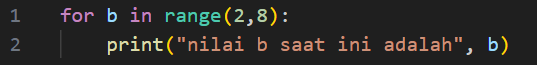 1 for b in range(2,8):
2     print("nilai b saat ini adalah", b)